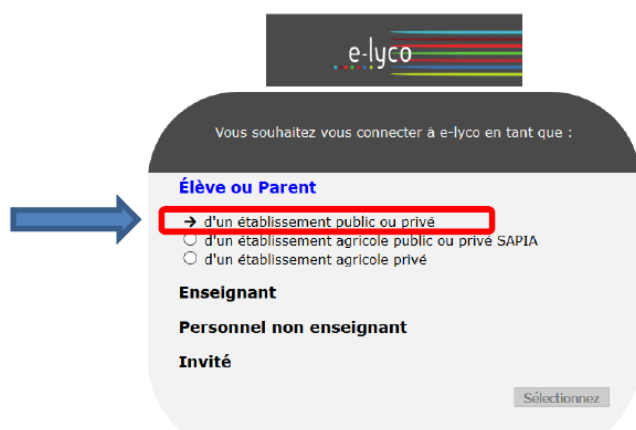 e-lyco
Vous souhaitez vous connecter à e-lyco en tant que :
Élève ou Parent
→ d'un établissement public ou privé
d'un établissement agricole public ou privé SAPIA
d'un établissement agricole privé
Enseignant
Personnel non enseignant
Invité
Sélectionnez